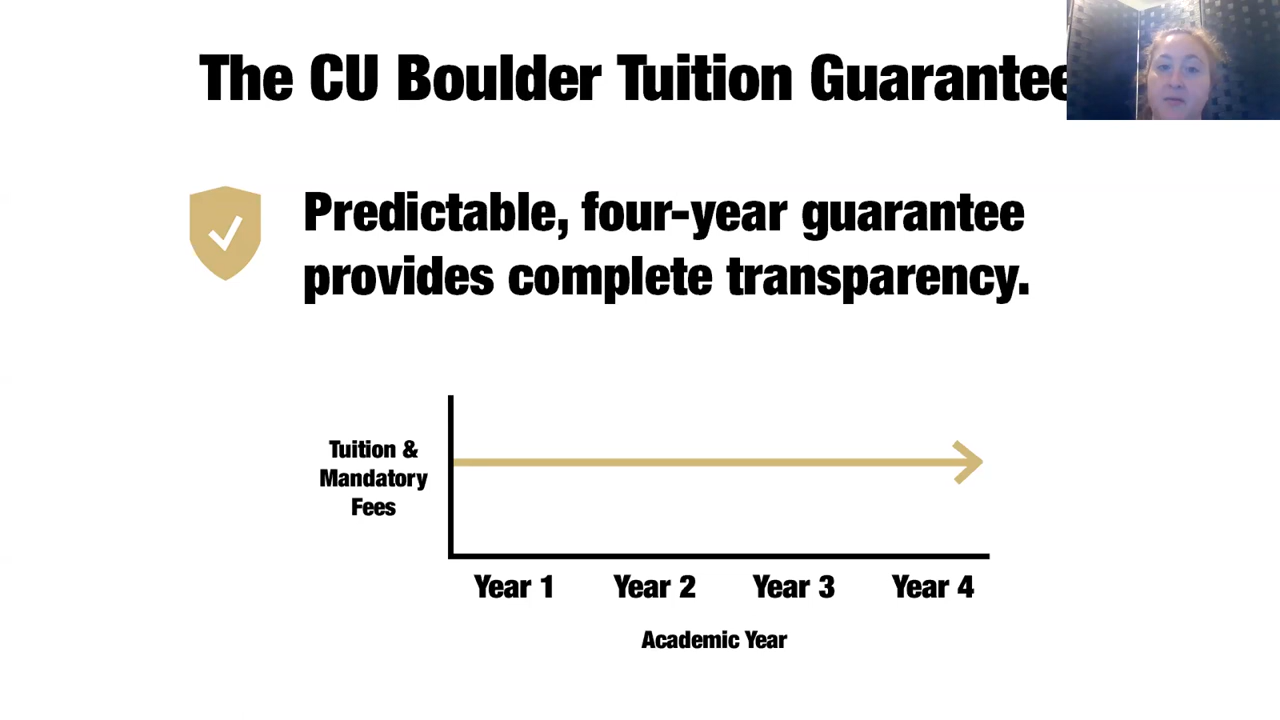 The CU Boulder Tuition Guarantee
Predictable, four-year guarantee
provides complete transparency.
Tuition &
Mandatory
Fees
Year 1 Year 2 Year 3 Year 4
Academic Year